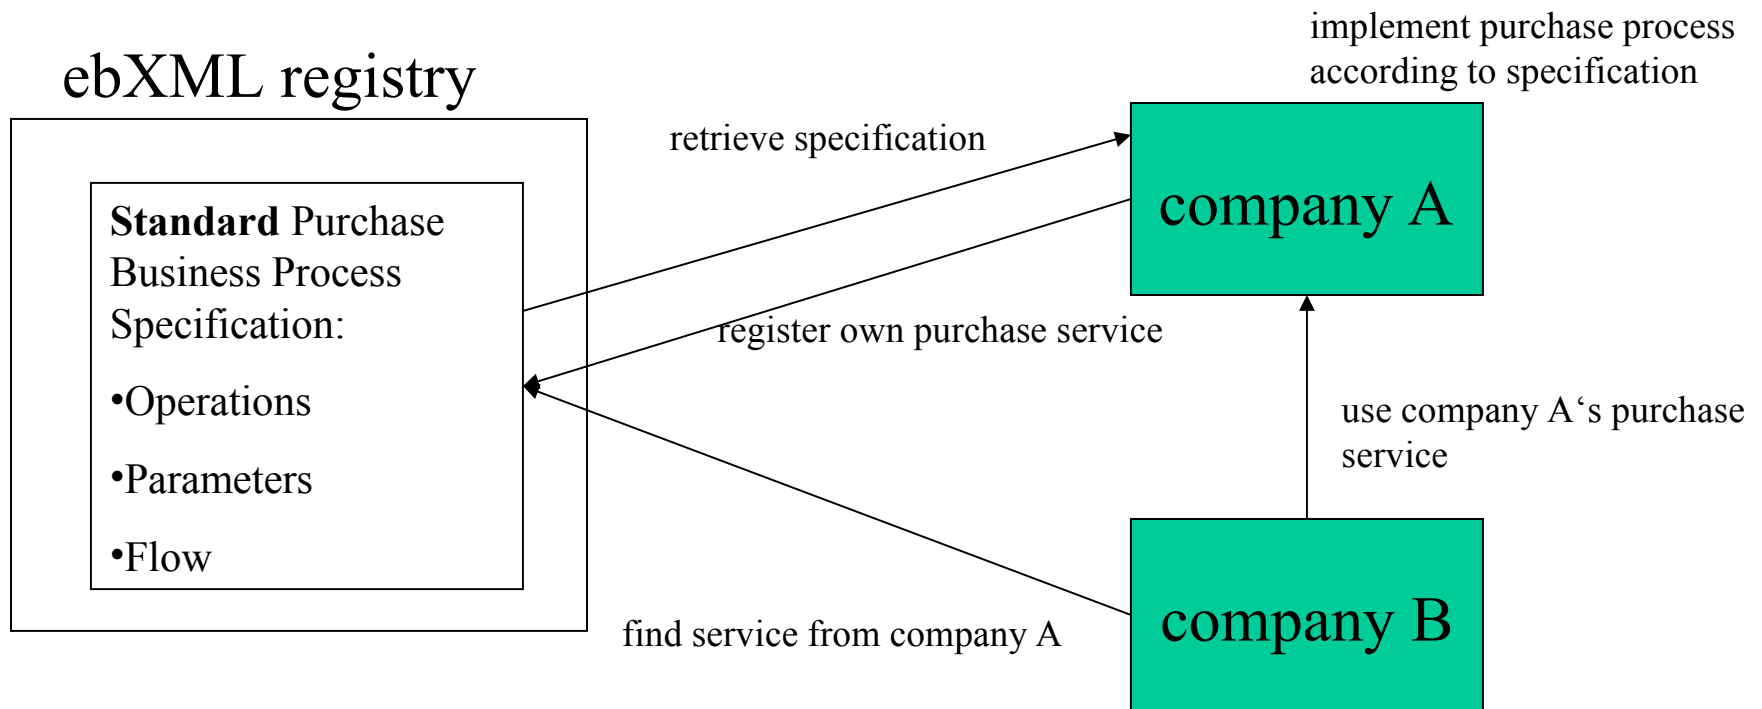 implement purchase process
according to specification
ebXML registry
retrieve specification
company A
Standard Purchase
Business Process
Specification:
•Operations
•Parameters
•Flow
register own purchase service
use company A‘s purchase
service
find service from company A
company B